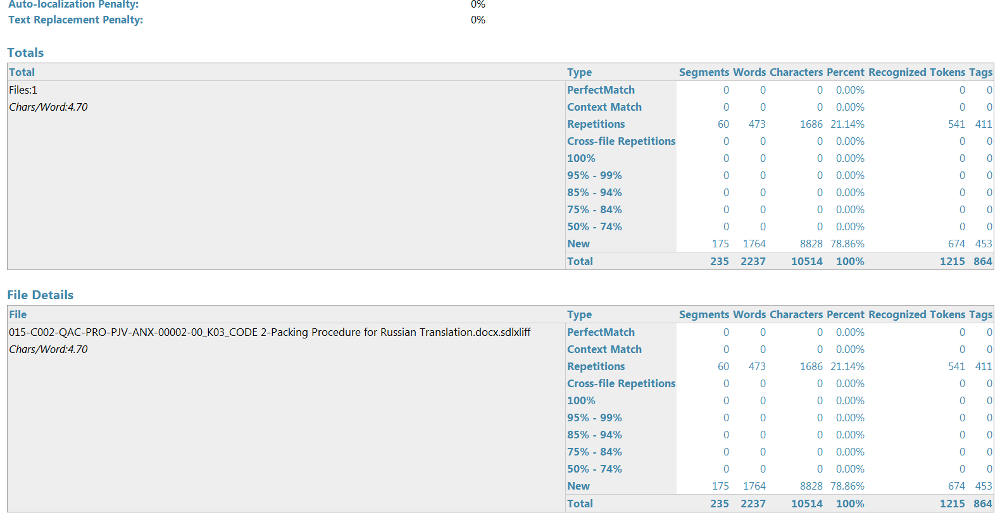 Auto-localization Penalty: 0%
Text Replacement Penalty: 0%
Totals
Total Type Segments Words Characters Percent Recognized Tokens Tags
Files:1 PerfectMatch 0 0 0 0.00% 0 0
Chars/Word:4.70 Context Match 0 0 0 0.00% 0 0
Repetitions 60 473 1686 21.14% 541 411
Cross-file Repetitions 0 0 0 0.00% 0 0
100% 0 0 0 0.00% 0 0
95% - 99% 0 0 0 0.00% 0 0
85% - 94% 0 0 0 0.00% 0 0
75% - 84% 0 0 0 0.00% 0 0
50% - 74% 0 0 0 0.00% 0 0
New 175 1764 8828 78.86% 674 453
Total 235 2237 10514 100% 1215 864
File Details
File Type Segments Words Characters Percent Recognized Tokens Tags
015-C002-QAC-PRO-PJV-ANX-00002-00_K03_CODE 2-Packing Procedure for Russian Translation.docx.sdlxliff PerfectMatch 0 0 0 0.00% 0 0
Chars/Word:4.70 Context Match 0 0 0 0.00% 0 0
Repetitions 60 473 1686 21.14% 541 411
Cross-file Repetitions 0 0 0 0.00% 0 0
100% 0 0 0 0.00% 0 0
95% - 99% 0 0 0 0.00% 0 0
85% - 94% 0 0 0 0.00% 0 0
75% - 84% 0 0 0 0.00% 0 0
50% - 74% 0 0 0 0.00% 0 0
New 175 1764 8828 78.86% 674 453
Total 235 2237 10514 100% 1215 864